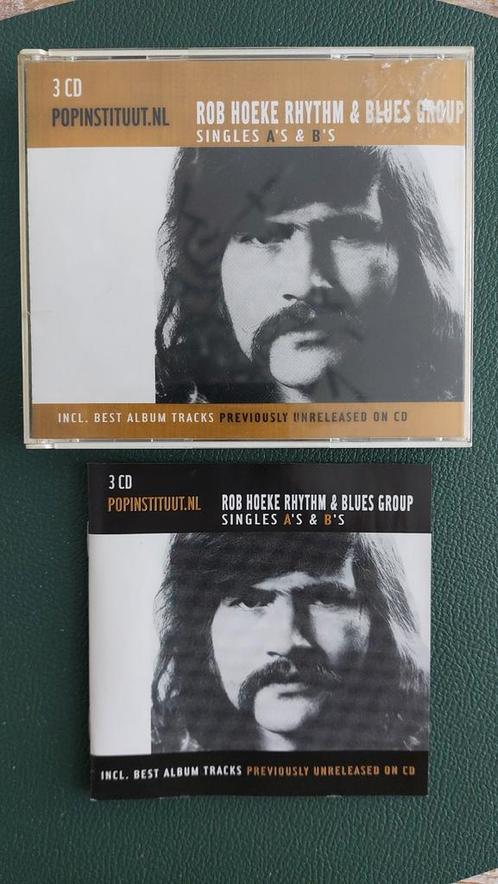 3 CD
POPINSTITUUT.NL
ROB HOEKE RHYTHM & BLUES GROUP
SINGLES A'S & B'S
INCL. BEST ALBUM TRACKS PREVIOUSLY UNRELEASED ON CD
3 CD
POPINSTITUUT.NL
ROB HOEKE RHYTHM & BLUES GROUP
SINGLES A'S & B'S
INCL. BEST ALBUM TRACKS PREVIOUSLY UNRELEASED ON CD